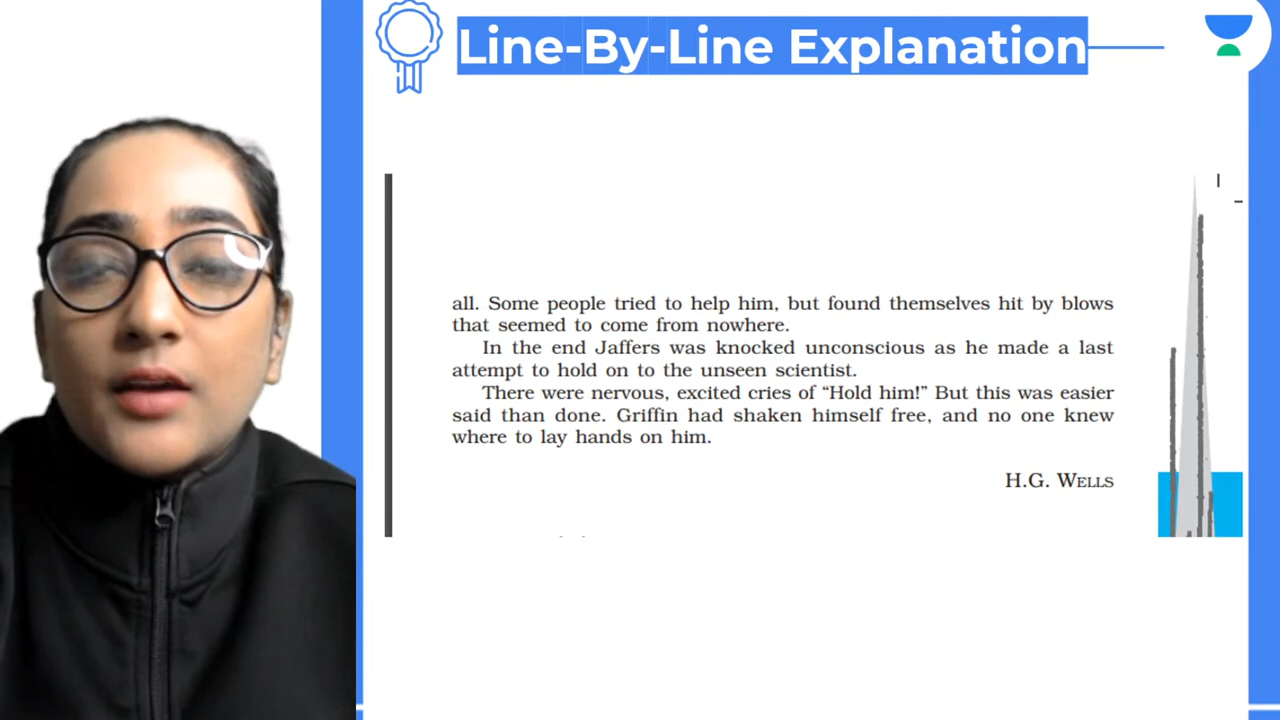 Line-By-Line Explanation
all. Some people tried to help him, but found themselves hit by blows
that seemed to come from nowhere.
In the end Jaffers was knocked unconscious as he made a last
attempt to hold on to the unseen scientist.
There were nervous, excited cries of “Hold him!” But this was easier
said than done. Griffin had shaken himself free, and no one knew
where to lay hands on him.
H.G. WELLS